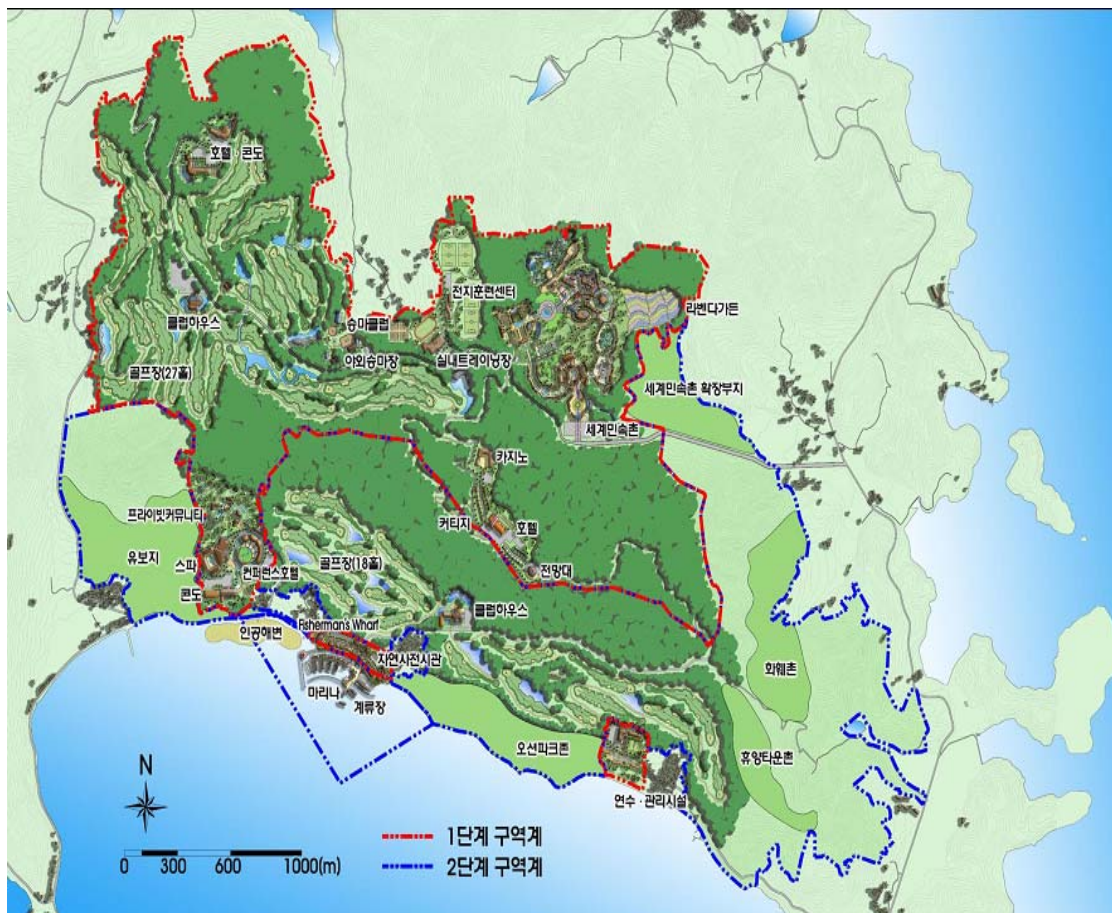 호텔·콘도
전지훈련센터
라벤다가든
클럽하우스
승마클럽
야외승마장
실내트레이닝장
골프장(27홀)
세계민속촌 확장부지
세계민속촌
카지노
프라이빗커뮤니티
커티지
호텔
유보지
스파
컨퍼런스호텔
골프장(18홀)
전망대
콘도
클럽하우스
인공해변
Fisherman's Wharf
자연사전시관
화훼촌
마리나
계류장
오션파크존
휴양타운촌
연수·관리시설
N
0 300 600 1000(m)
1단계 구역계
2단계 구역계